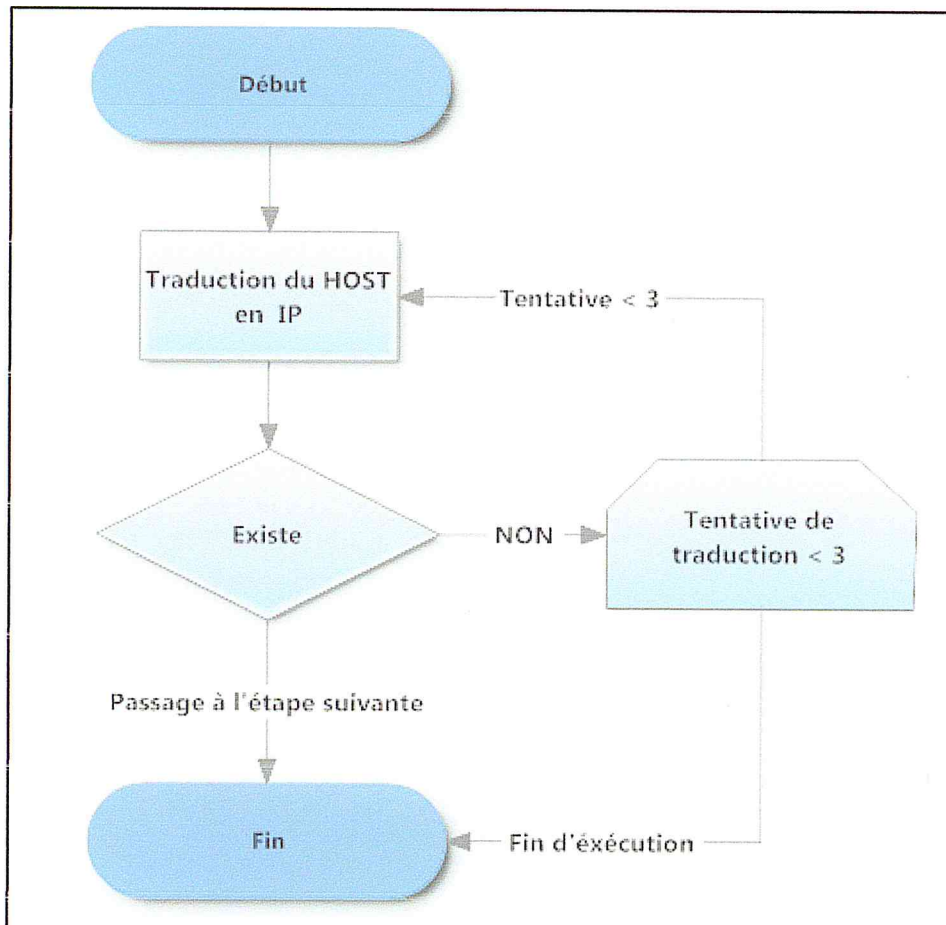 Début
Traduction du HOST
en IP
Tentative < 3
Existe
NON
Tentative de
traduction < 3
Passage à l'étape suivante
Fin
Fin d'éxécution